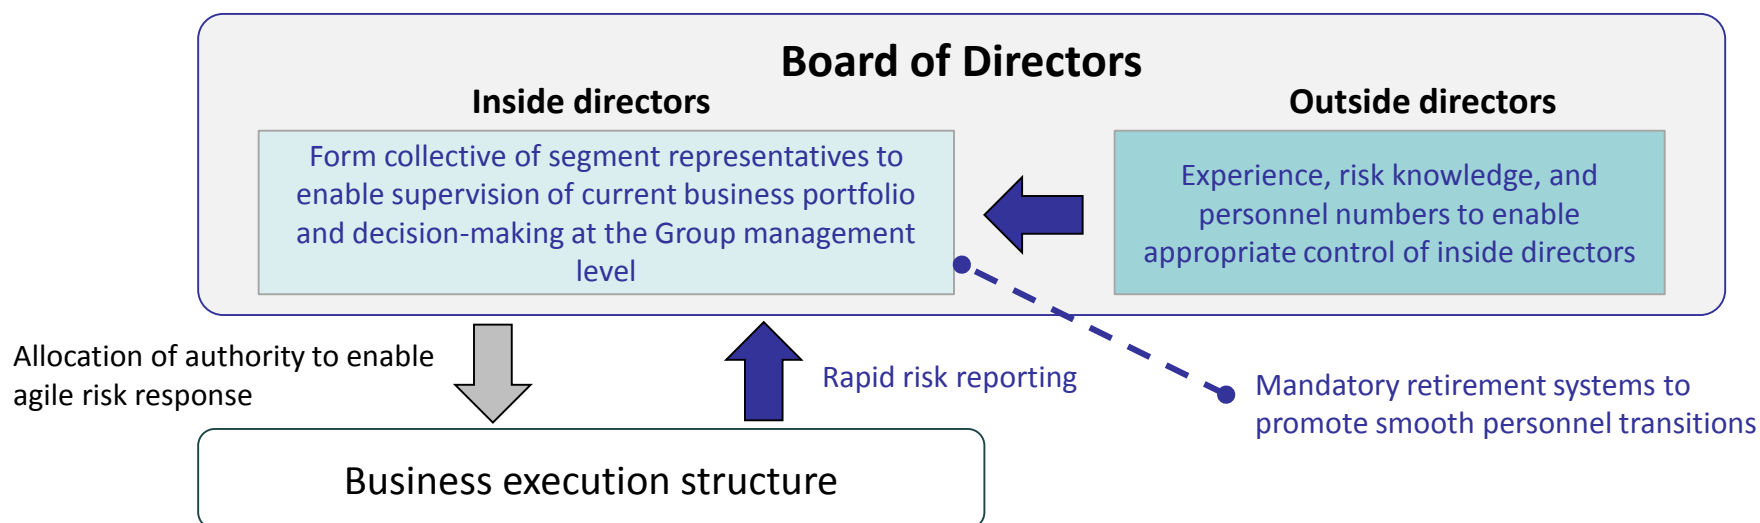 Board of Directors
Inside directors
Form collective of segment representatives to
enable supervision of current business portfolio
and decision-making at the Group management
level
Outside directors
Experience, risk knowledge, and
personnel numbers to enable
appropriate control of inside directors
Allocation of authority to enable
agile risk response
Rapid risk reporting
Mandatory retirement systems to
promote smooth personnel transitions
Business execution structure